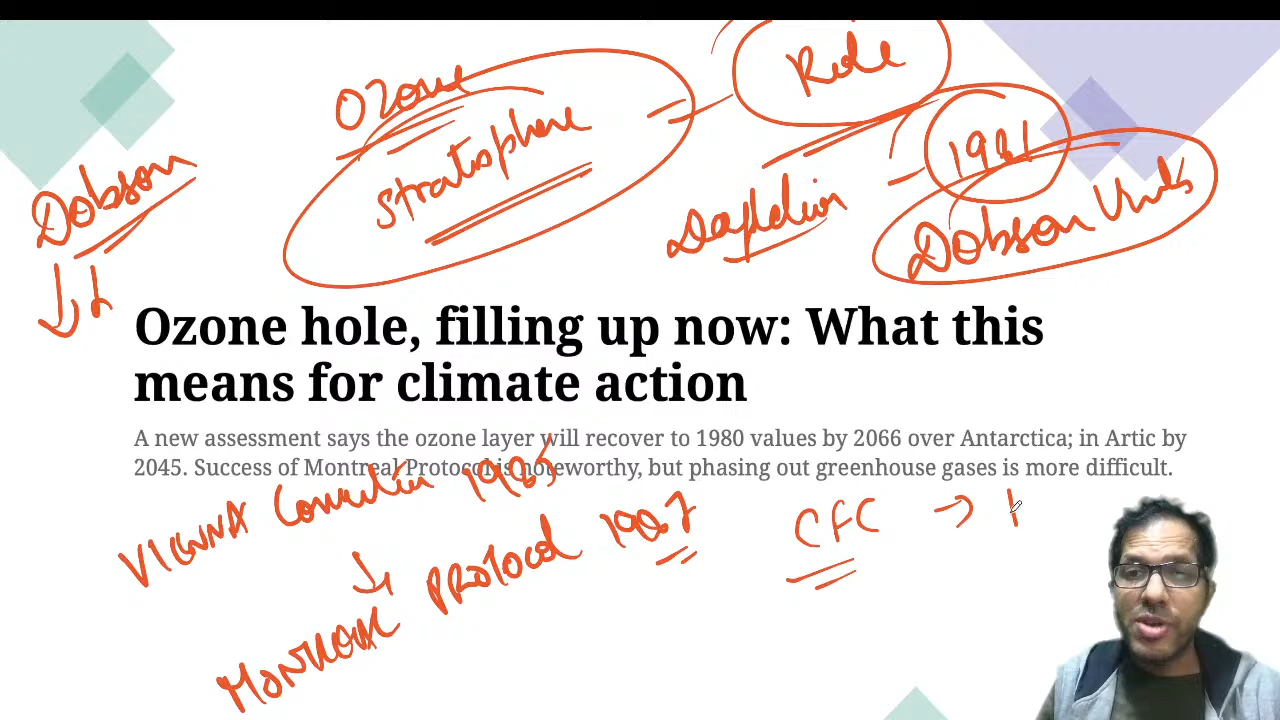 Ozone
Stratosphere
Role
1981
Dobson
Depletion
Dobson Units
Ozone hole, filling up now: What this
means for climate action
A new assessment says the ozone layer will recover to 1980 values by 2066 over Antarctica; in Artic by
2045. Success of Montreal Protocol is noteworthy, but phasing out greenhouse gases is more difficult.
VIENNA Convention 1985
MONTREAL PROTOCOL 1987
CFC →